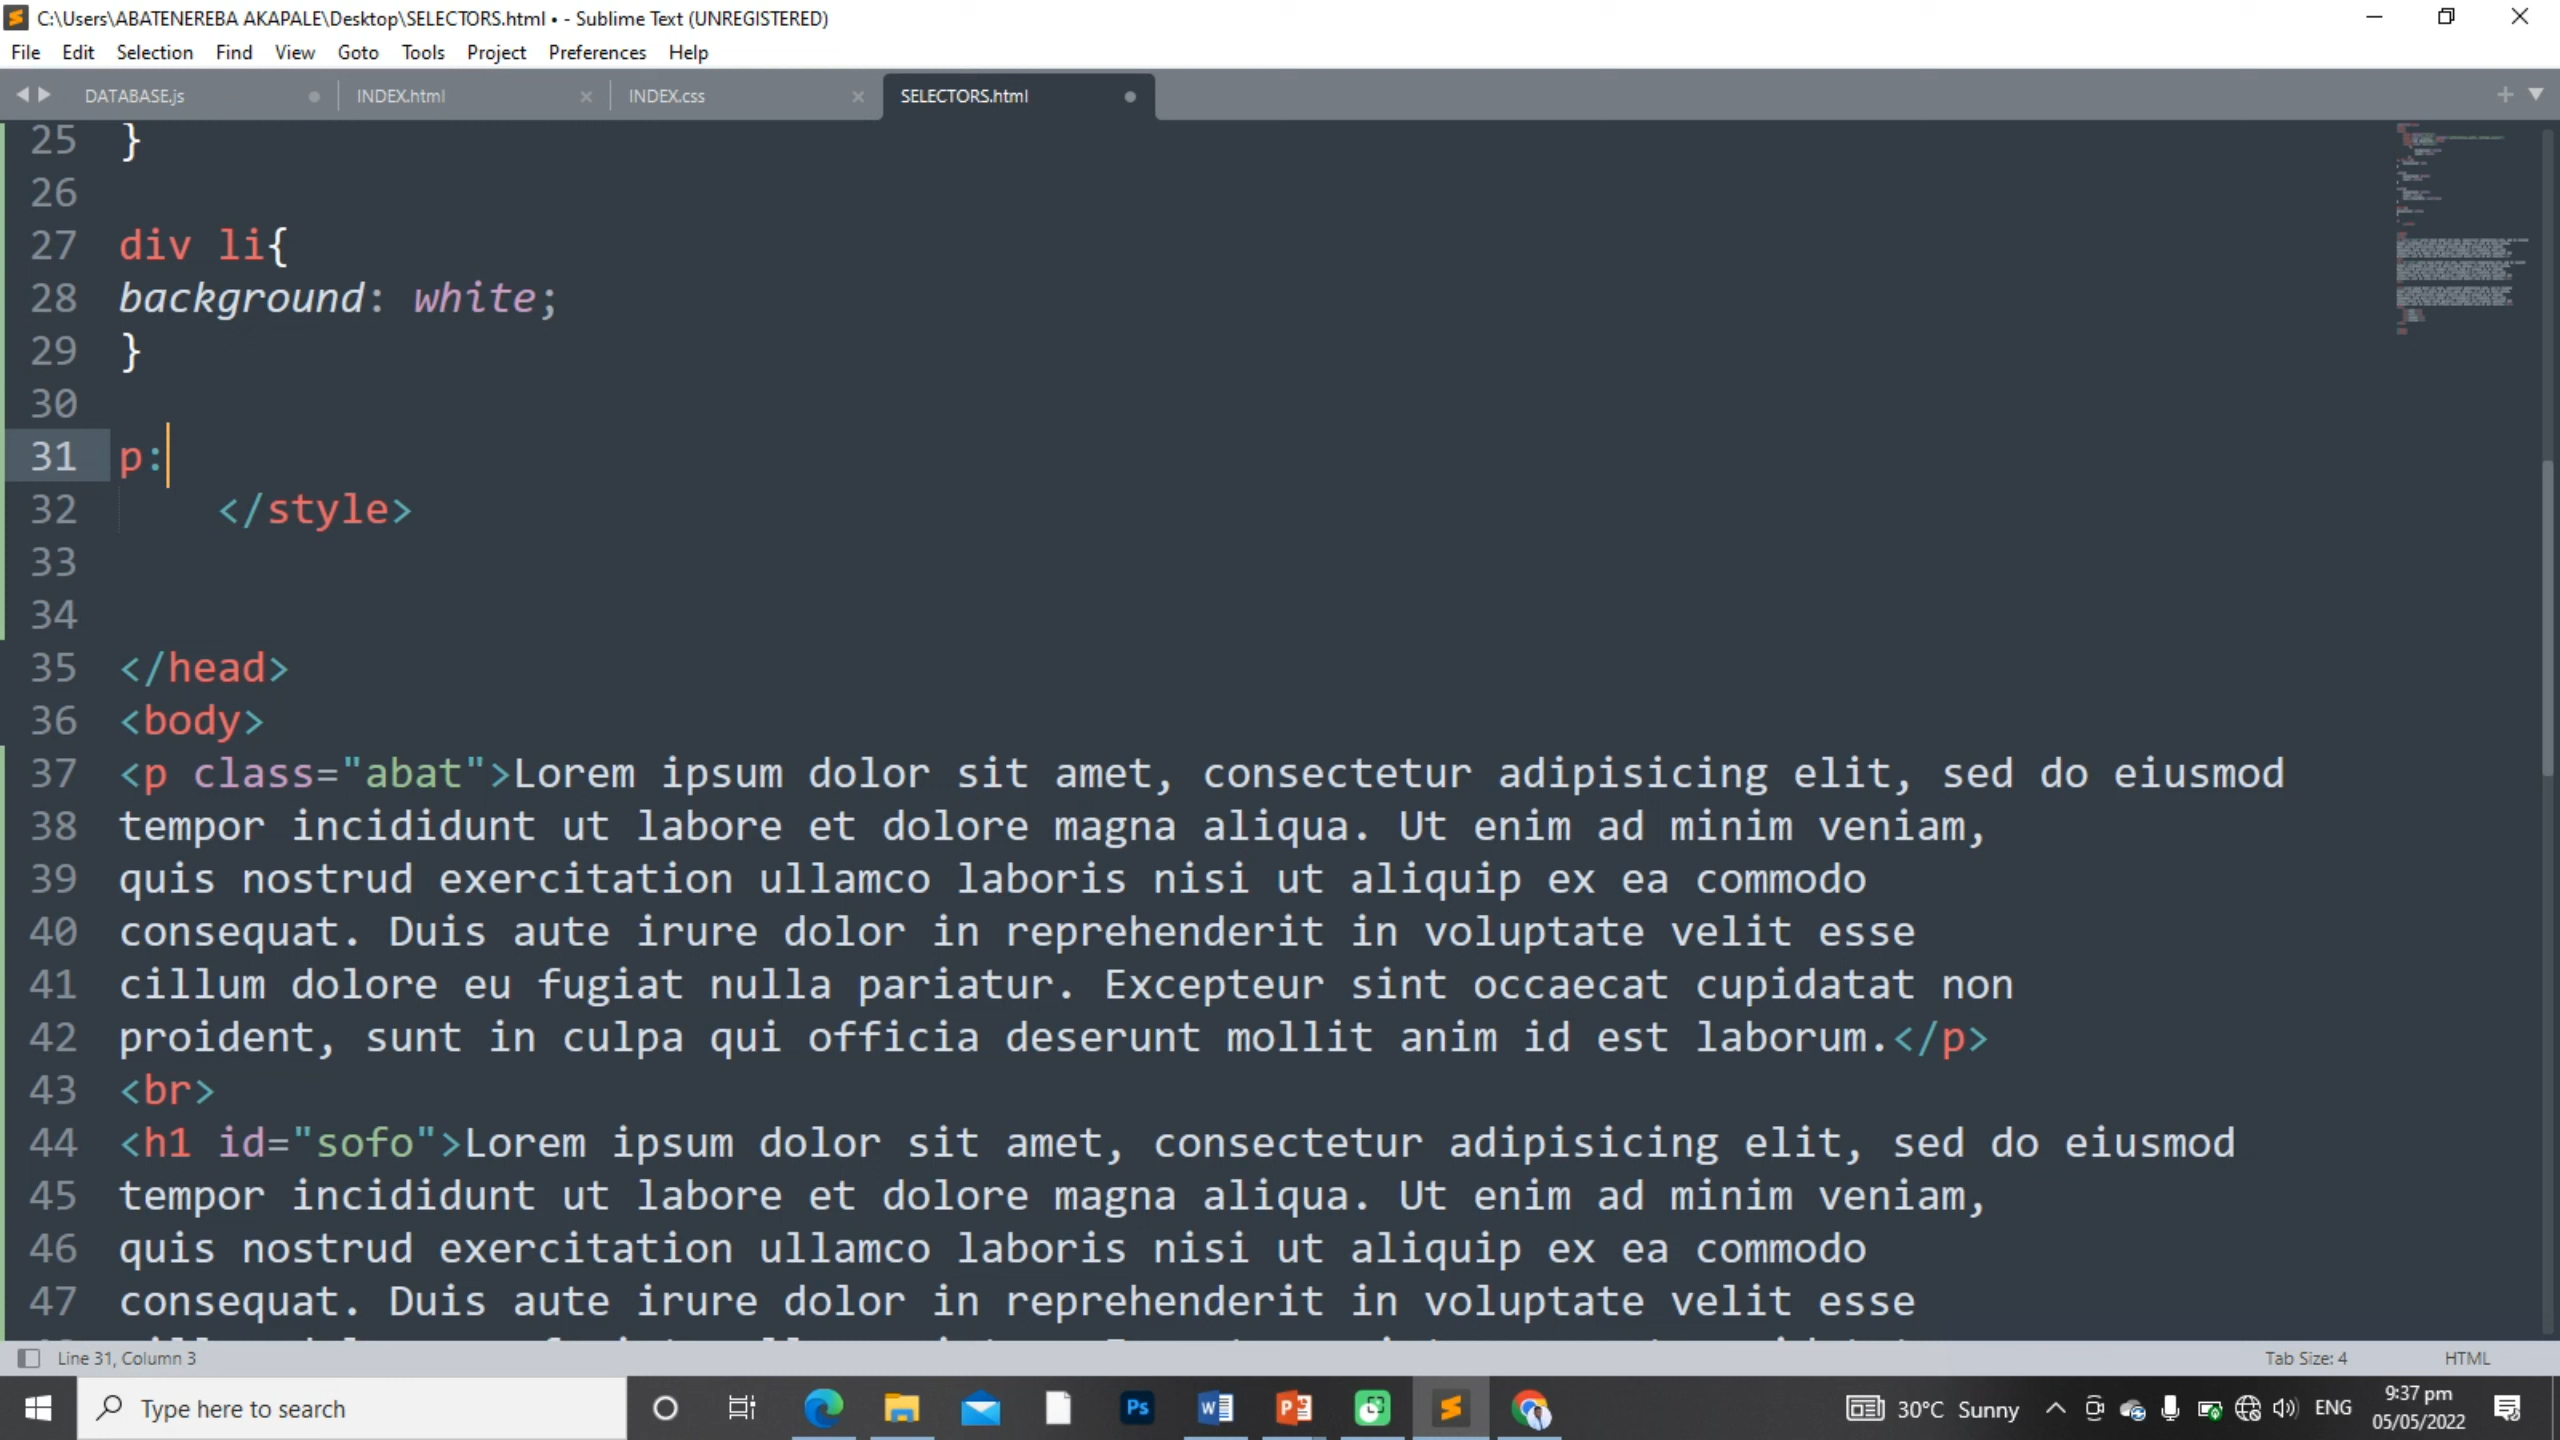 C:\Users\ABATENEREBA AKAPALE\Desktop\SELECTORS.html • - Sublime Text (UNREGISTERED)
File Edit Selection Find View Goto Tools Project Preferences Help
DATABASE.js INDEX.html INDEX.css SELECTORS.html
25 }
26
27 div li{
28 background: white;
29 }
30
31 p:
32 </style>
33
34
35 </head>
36 <body>
37 <p class="abat">Lorem ipsum dolor sit amet, consectetur adipisicing elit, sed do eiusmod
38 tempor incididunt ut labore et dolore magna aliqua. Ut enim ad minim veniam,
39 quis nostrud exercitation ullamco laboris nisi ut aliquip ex ea commodo
40 consequat. Duis aute irure dolor in reprehenderit in voluptate velit esse
41 cillum dolore eu fugiat nulla pariatur. Excepteur sint occaecat cupidatat non
42 proident, sunt in culpa qui officia deserunt mollit anim id est laborum.</p>
43 <br>
44 <h1 id="sofo">Lorem ipsum dolor sit amet, consectetur adipisicing elit, sed do eiusmod
45 tempor incididunt ut labore et dolore magna aliqua. Ut enim ad minim veniam,
46 quis nostrud exercitation ullamco laboris nisi ut aliquip ex ea commodo
47 consequat. Duis aute irure dolor in reprehenderit in voluptate velit esse
Line 31, Column 3 Tab Size: 4 HTML
Type here to search Ps 30°C Sunny ENG 9:37 pm
05/05/2022